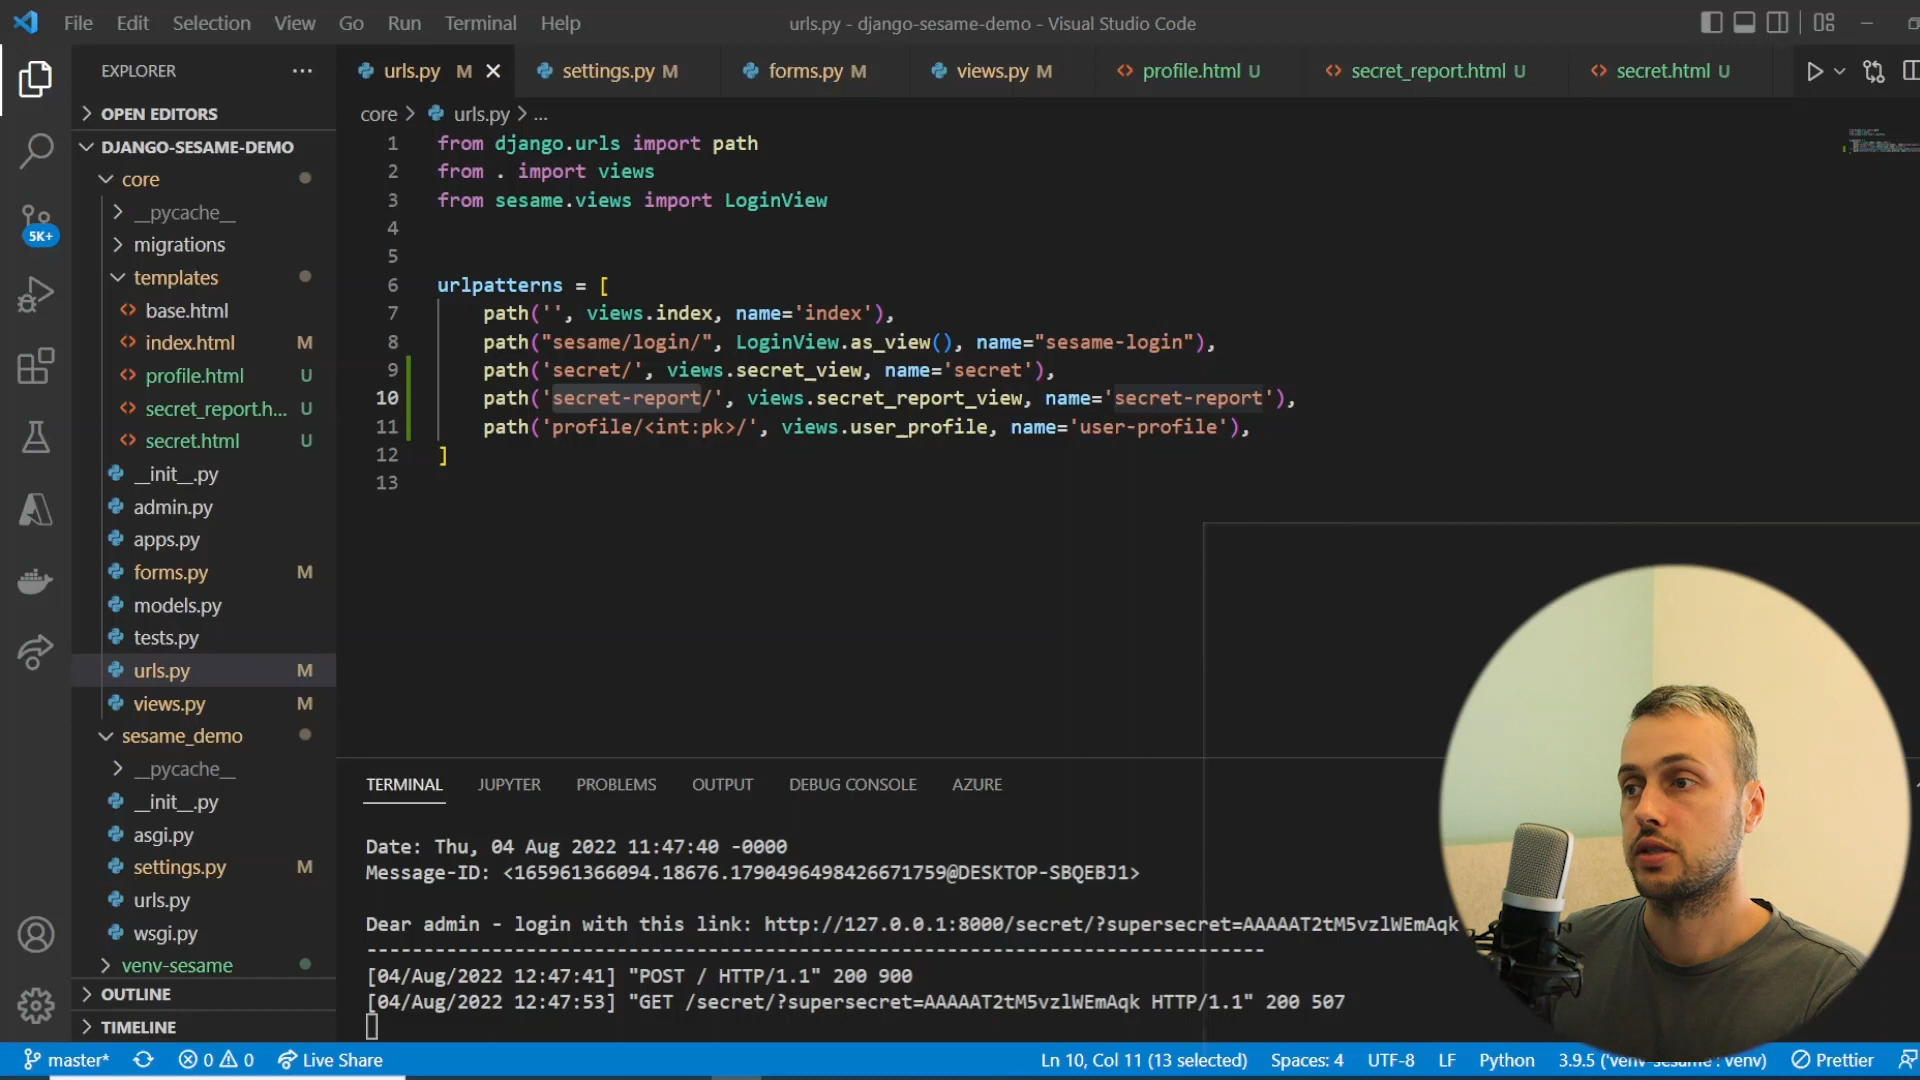 File Edit Selection View Go Run Terminal Help
urls.py - django-sesame-demo - Visual Studio Code
EXPLORER
urls.py M
settings.py M
forms.py M
views.py M
profile.html U
secret_report.html U
secret.html U
OPEN EDITORS
core > urls.py > ...
DJANGO-SESAME-DEMO
core
__pycache__
migrations
templates
base.html
index.html M
profile.html U
secret_report.h... U
secret.html U
__init__.py
admin.py
apps.py
forms.py M
models.py
tests.py
urls.py M
views.py M
sesame_demo
__pycache__
__init__.py
asgi.py
settings.py M
urls.py
wsgi.py
venv-sesame
OUTLINE
TIMELINE
5K+
1 from django.urls import path
2 from . import views
3 from sesame.views import LoginView
4
5
6 urlpatterns = [
7 path('', views.index, name='index'),
8 path("sesame/login/", LoginView.as_view(), name="sesame-login"),
9 path('secret/', views.secret_view, name='secret'),
10 path('secret-report/', views.secret_report_view, name='secret-report'),
11 path('profile/<int:pk>/', views.user_profile, name='user-profile'),
12 ]
13
TERMINAL JUPYTER PROBLEMS OUTPUT DEBUG CONSOLE AZURE
Date: Thu, 04 Aug 2022 11:47:40 -0000
Message-ID: <165961366094.18676.1790496498426671759@DESKTOP-SBQEBJ1>
Dear admin - login with this link: http://127.0.0.1:8000/secret/?supersecret=AAAAAT2tM5vzlWEmAqk
-------------------------------------------------------------------------------
[04/Aug/2022 12:47:41] "POST / HTTP/1.1" 200 900
[04/Aug/2022 12:47:53] "GET /secret/?supersecret=AAAAAT2tM5vzlWEmAqk HTTP/1.1" 200 507
master* 0 0 Live Share
Ln 10, Col 11 (13 selected) Spaces: 4 UTF-8 LF Python 3.9.5 ('venv-sesame': venv) Prettier